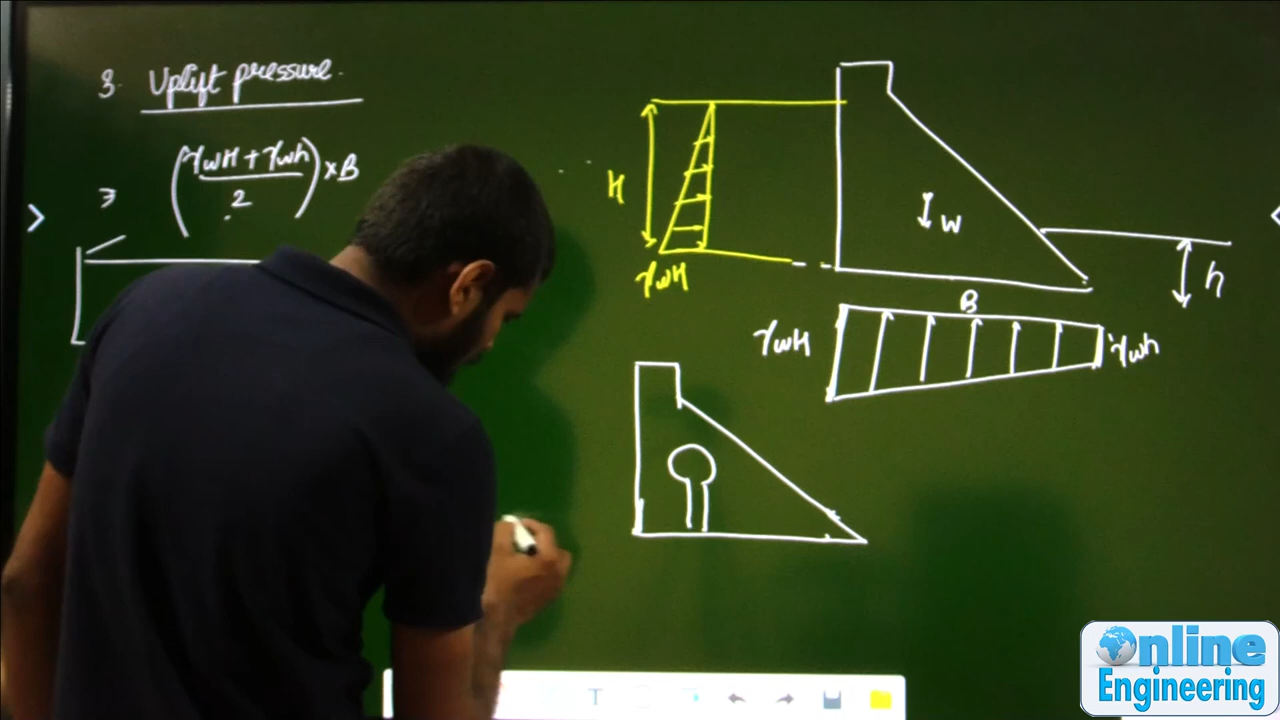 3. Uplift pressure.
⇒ (γwH + γwh / 2) × B
H
γwH
↓ W
h
B
γwH
γwh
T
Online
Engineering